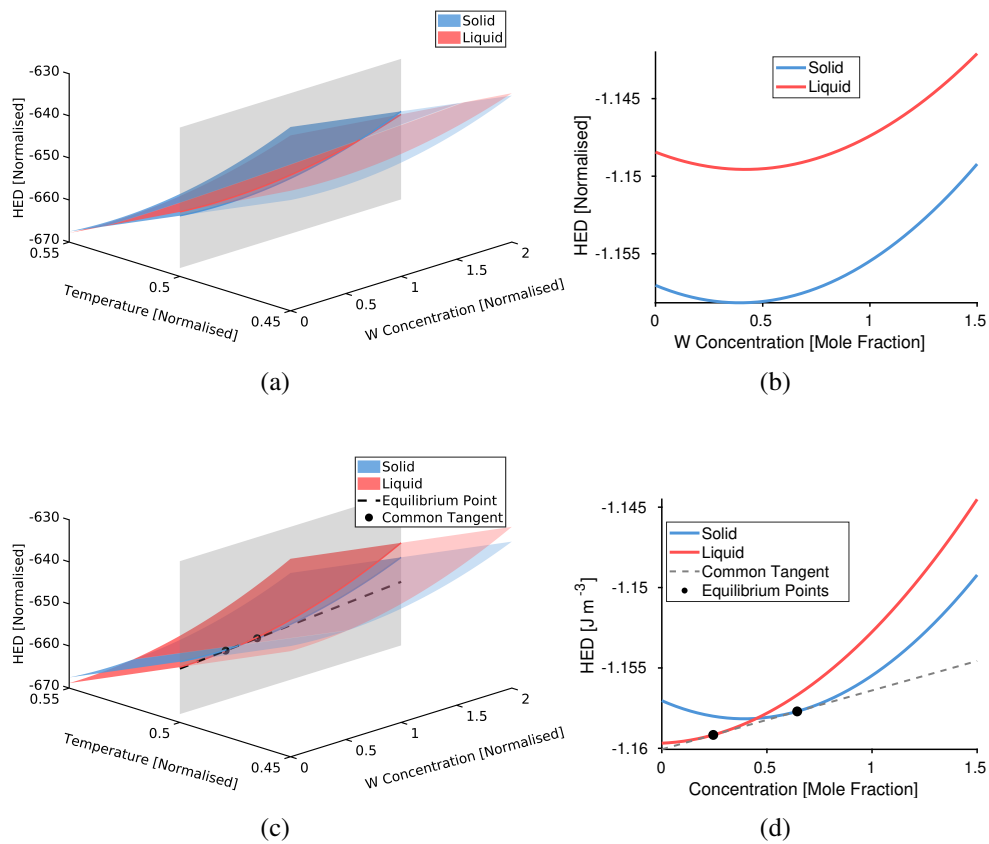 Solid
Liquid
-630
-640
-650
-660
-670
HED [Normalised]
0.55
0.5
0.45
Temperature [Normalised]
0
0.5
1
1.5
2
W Concentration [Normalised]
(a)
Solid
Liquid
-1.145
-1.15
-1.155
HED [Normalised]
0
0.5
1
1.5
W Concentration [Mole Fraction]
(b)
Solid
Liquid
Equilibrium Point
Common Tangent
-630
-640
-650
-660
-670
HED [Normalised]
0.55
0.5
0.45
Temperature [Normalised]
0
0.5
1
1.5
2
W Concentration [Normalised]
(c)
-1.145
-1.15
-1.155
-1.16
HED [J m⁻³]
Solid
Liquid
Common Tangent
Equilibrium Points
0
0.5
1
1.5
Concentration [Mole Fraction]
(d)